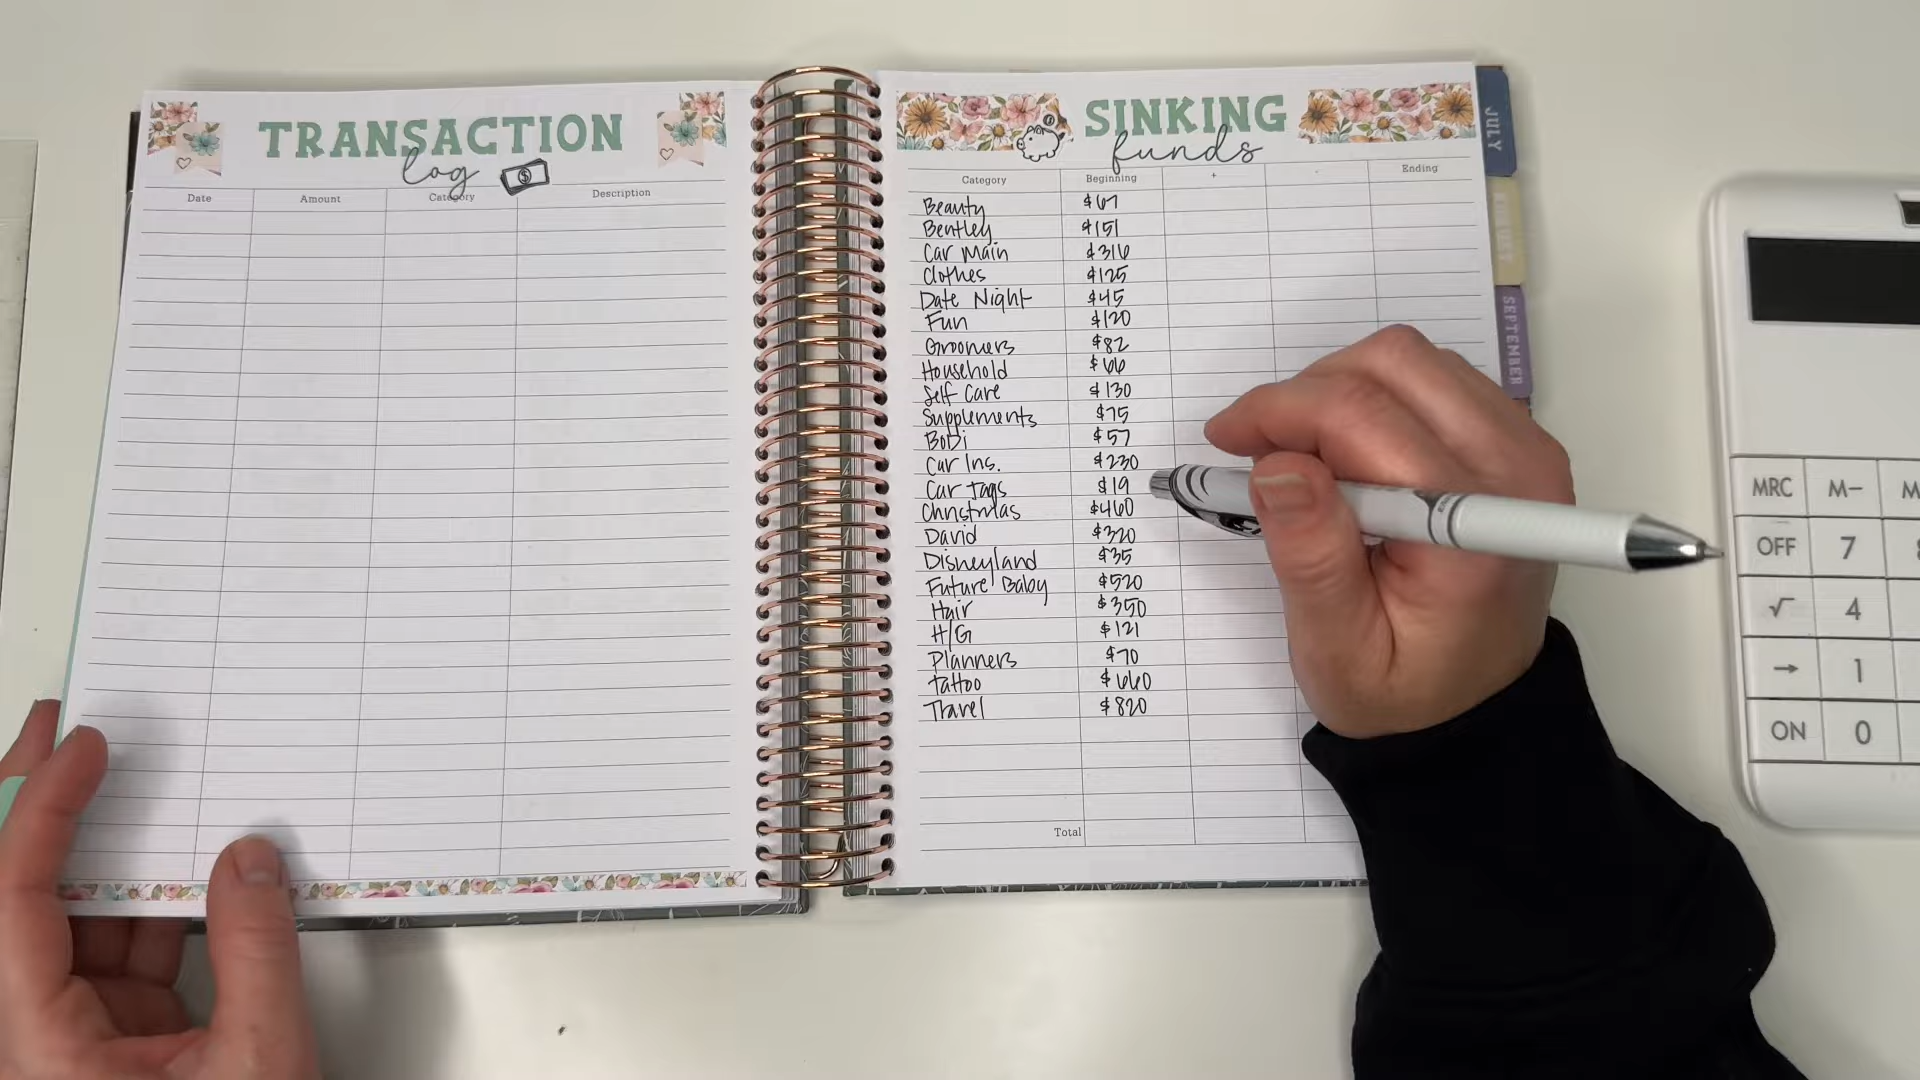 TRANSACTION
log
Date Amount Category Description
SINKING
funds
Category Beginning + - Ending
Beauty $67
Bentley $151
Car Main $316
Clothes $125
Date Night $45
Fun $120
Groomers $82
Household $66
Self Care $130
Supplements $75
BODi $57
Car Ins. $230
Car tags $19
Christmas $460
David $320
Disneyland $35
Future Baby $520
Hair $350
H/G $121
Planners $70
Tattoo $660
Travel $820
Total
JULY
SEPTEMBER
MRC M-
OFF 7
√ 4
→ 1
ON 0